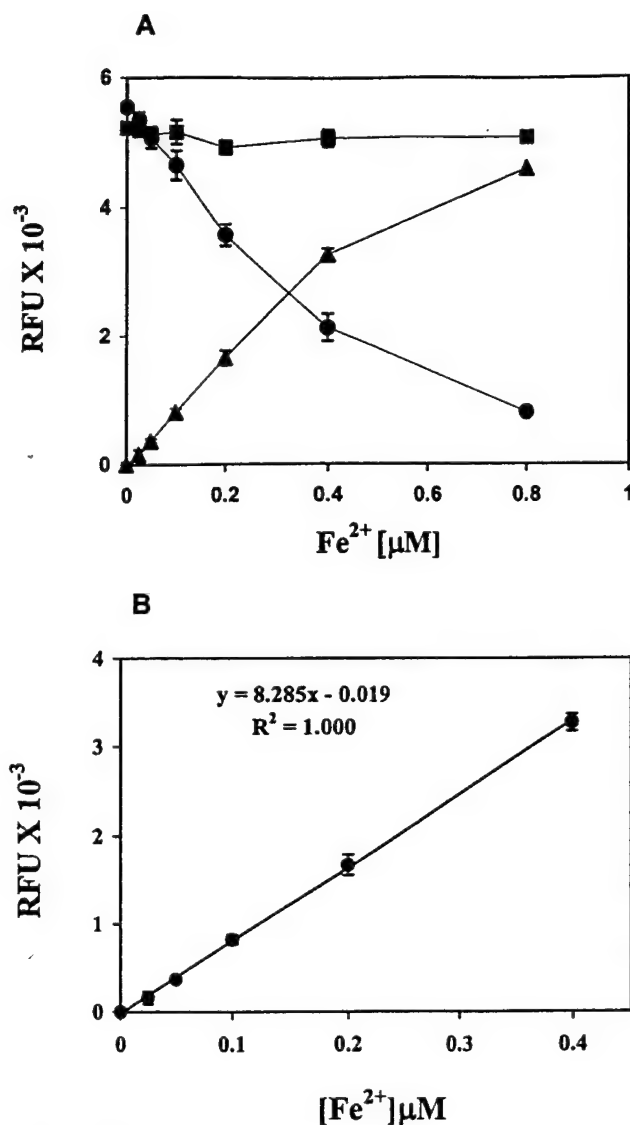 A
6
4
2
0
RFU X 10⁻³
0 0.2 0.4 0.6 0.8 1
Fe²⁺ [μM]
B
4
3
2
1
0
RFU X 10⁻³
y = 8.285x - 0.019
R² = 1.000
0 0.1 0.2 0.3 0.4
[Fe²⁺]μM